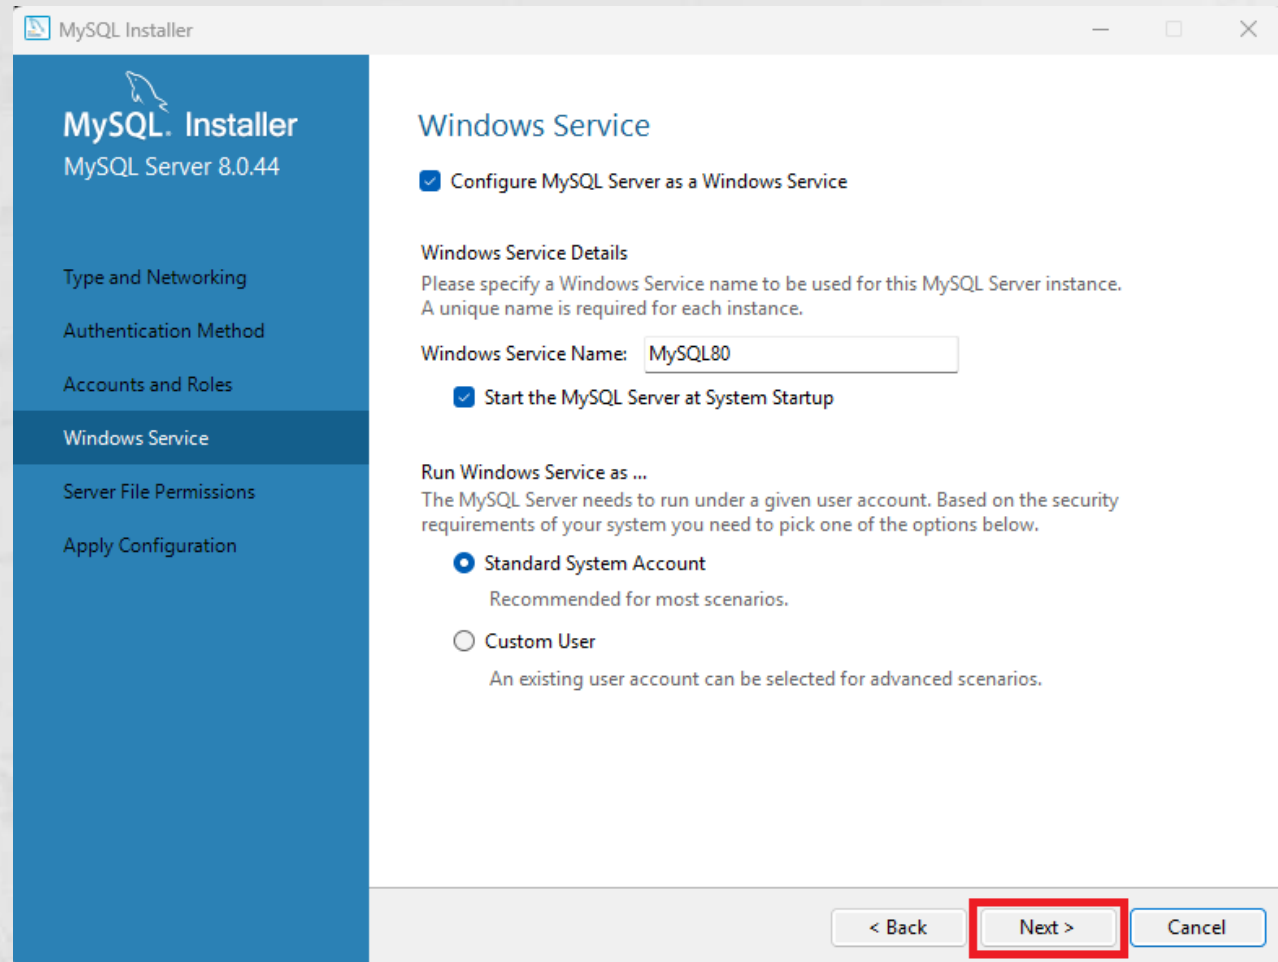 MySQL Installer
MySQL. Installer
MySQL Server 8.0.44
Type and Networking
Authentication Method
Accounts and Roles
Windows Service
Server File Permissions
Apply Configuration
Windows Service
Configure MySQL Server as a Windows Service
Windows Service Details
Please specify a Windows Service name to be used for this MySQL Server instance.
A unique name is required for each instance.
Windows Service Name: MySQL80
Start the MySQL Server at System Startup
Run Windows Service as ...
The MySQL Server needs to run under a given user account. Based on the security
requirements of your system you need to pick one of the options below.
Standard System Account
Recommended for most scenarios.
Custom User
An existing user account can be selected for advanced scenarios.
< Back Next > Cancel